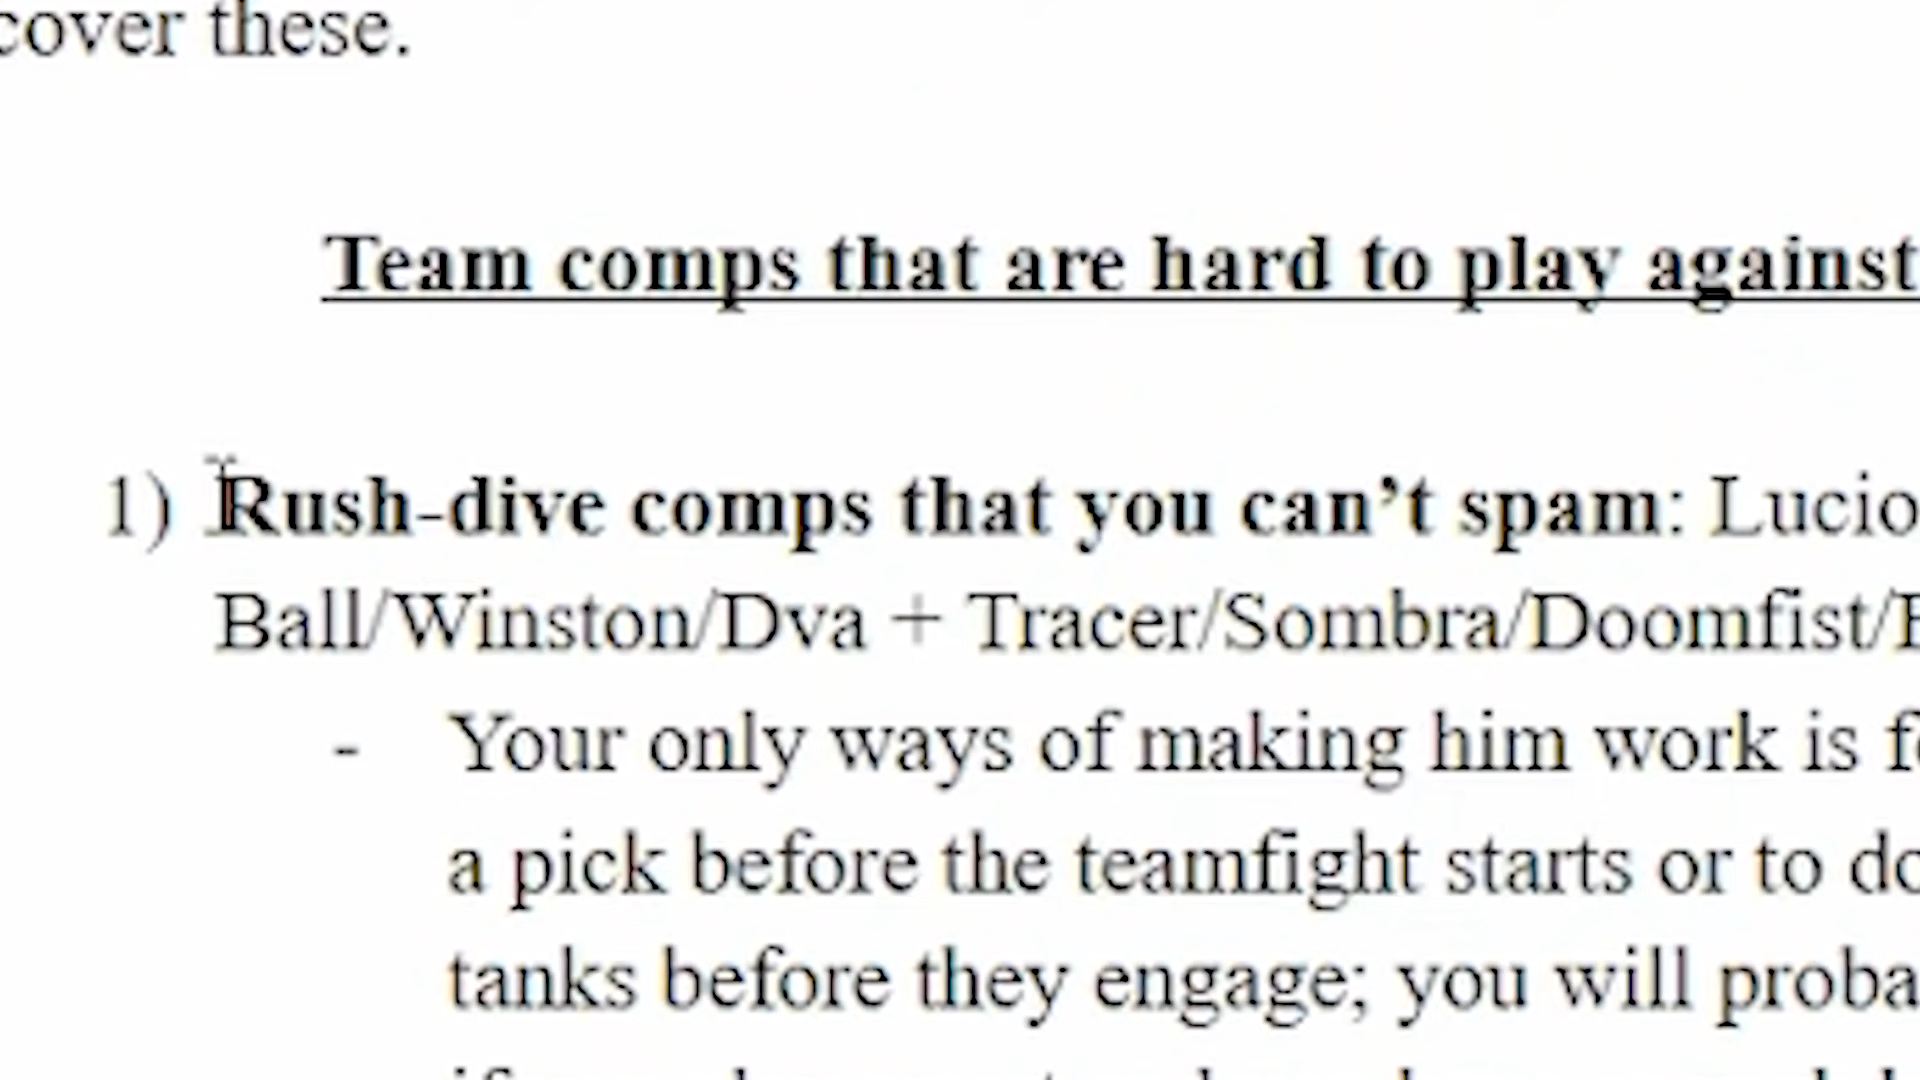 cover these.
Team comps that are hard to play against
1) Rush-dive comps that you can’t spam: Lucio
Ball/Winston/Dva + Tracer/Sombra/Doomfist/
- Your only ways of making him work is
a pick before the teamfight starts or to
tanks before they engage; you will